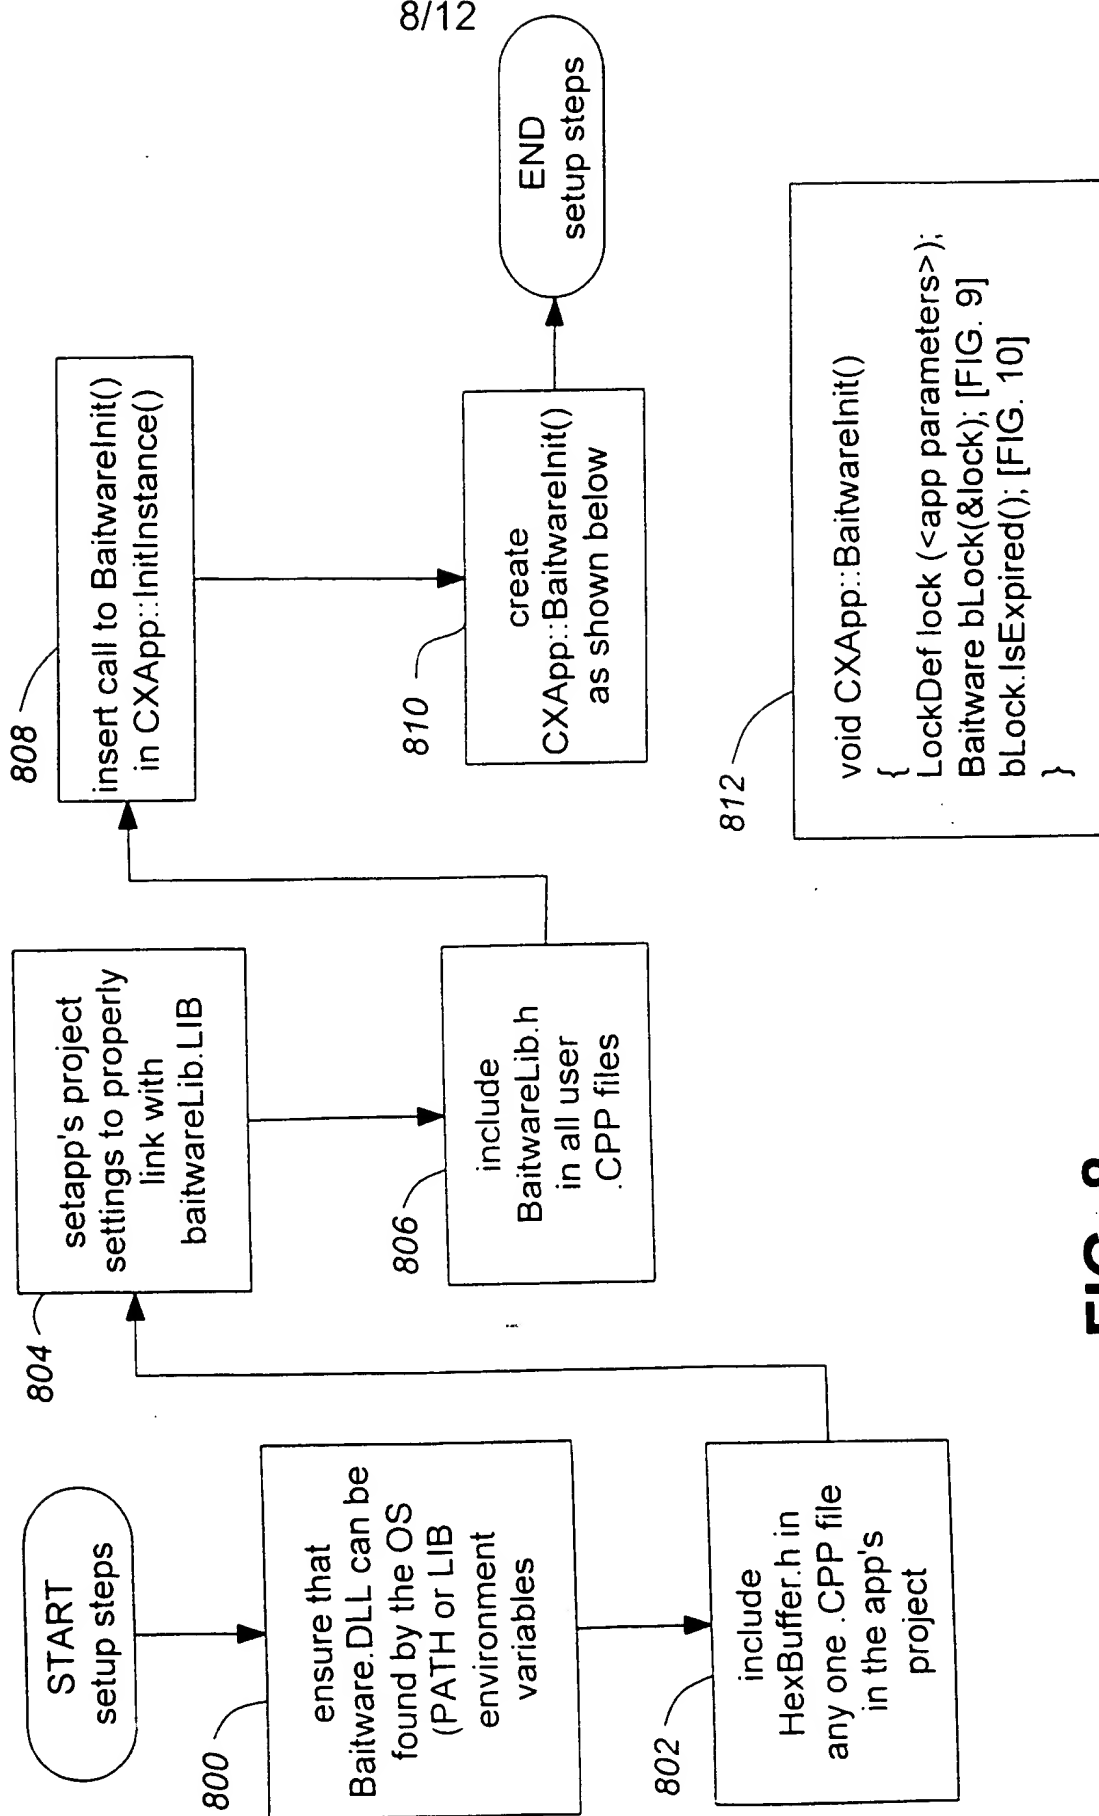 8/12
START
setup steps
800
ensure that
Baitware.DLL can be
found by the OS
(PATH or LIB
environment
variables
802
include
HexBuffer.h in
any one .CPP file
in the app's
project
804
setapp's project
settings to properly
link with
baitwareLib.LIB
806
include
BaitwareLib.h
in all user
.CPP files
808
insert call to BaitwareInit()
in CXApp::InitInstance()
810
create
CXApp::BaitwareInit()
as shown below
END
setup steps
812
void CXApp::BaitwareInit()
{
LockDef lock (<app parameters>);
Baitware bLock(&lock); [FIG. 9]
bLock.IsExpired(); [FIG. 10]
}
FIG. 8